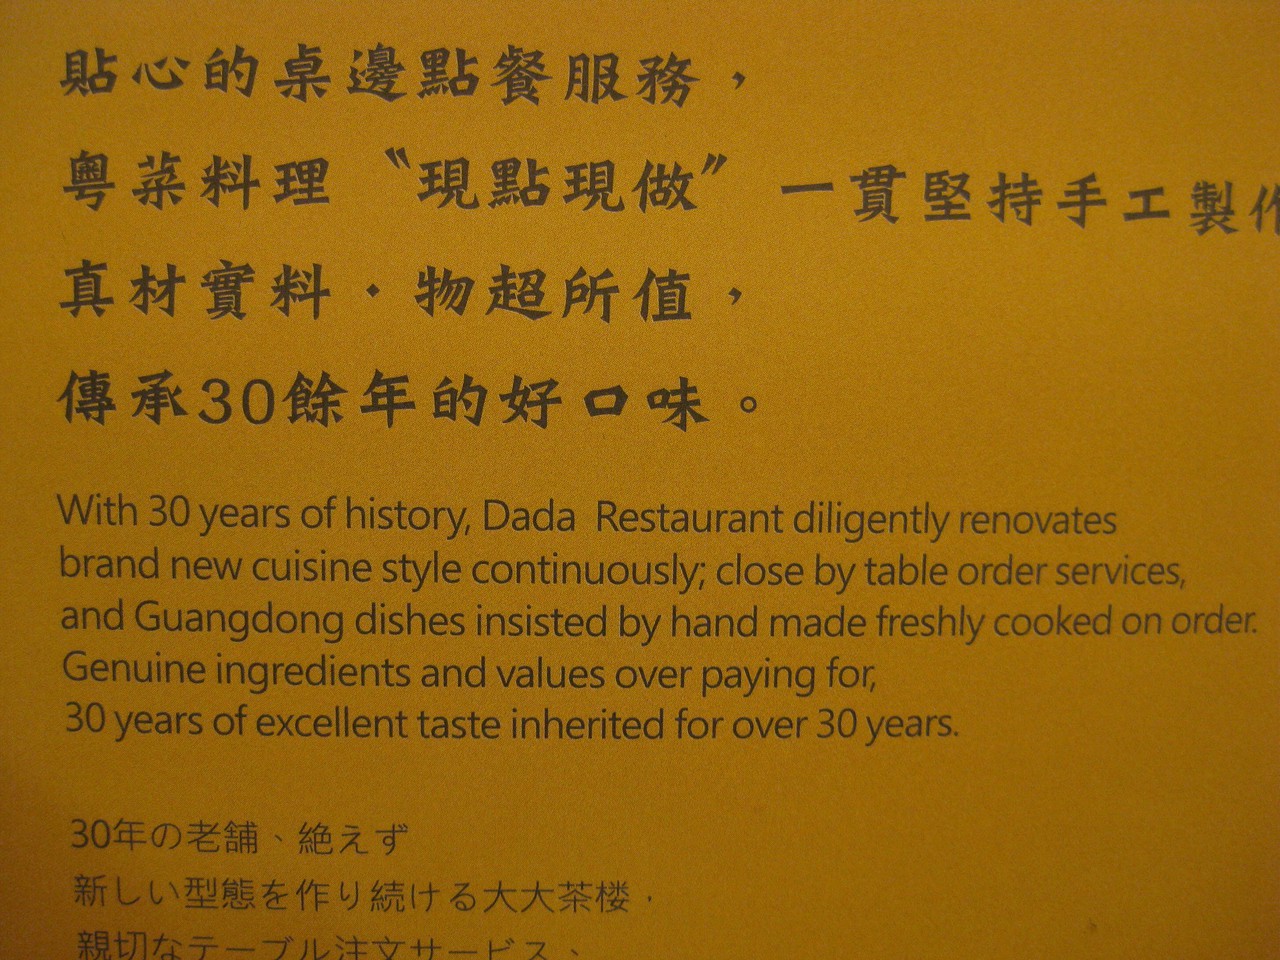 貼心的桌邊點餐服務，
粵菜料理〝現點現做〞一貫堅持手工製作
真材實料・物超所值，
傳承30餘年的好口味。
With 30 years of history, Dada Restaurant diligently renovates
brand new cuisine style continuously; close by table order services,
and Guangdong dishes insisted by hand made freshly cooked on order.
Genuine ingredients and values over paying for,
30 years of excellent taste inherited for over 30 years.
30年の老舗、絶えず
新しい型態を作り続ける大大茶楼．
親切なテーブル注文サービス、